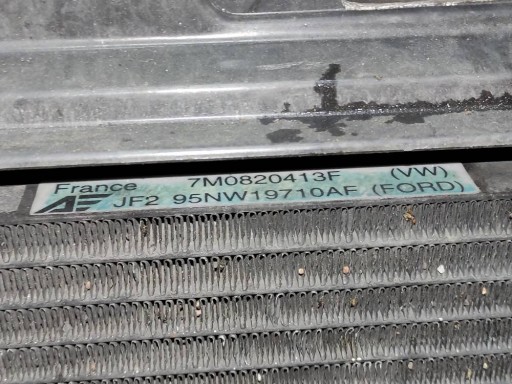 France 7M0820413F (VW)
JF2 95NW19710AF (FORD)